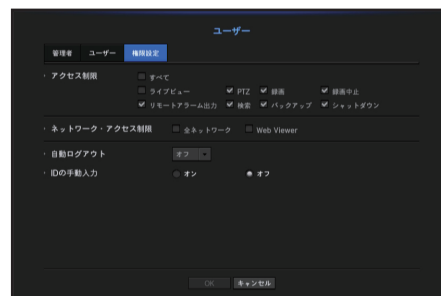 ユーザー
管理者 ユーザー 権限設定
アクセス制限 すべて
ライブビュー PTZ 録画 録画中止
リモートアラーム出力 検索 バックアップ シャットダウン
ネットワーク・アクセス制限 全ネットワーク Web Viewer
自動ログアウト オフ
IDの手動入力 オン オフ
OK キャンセル